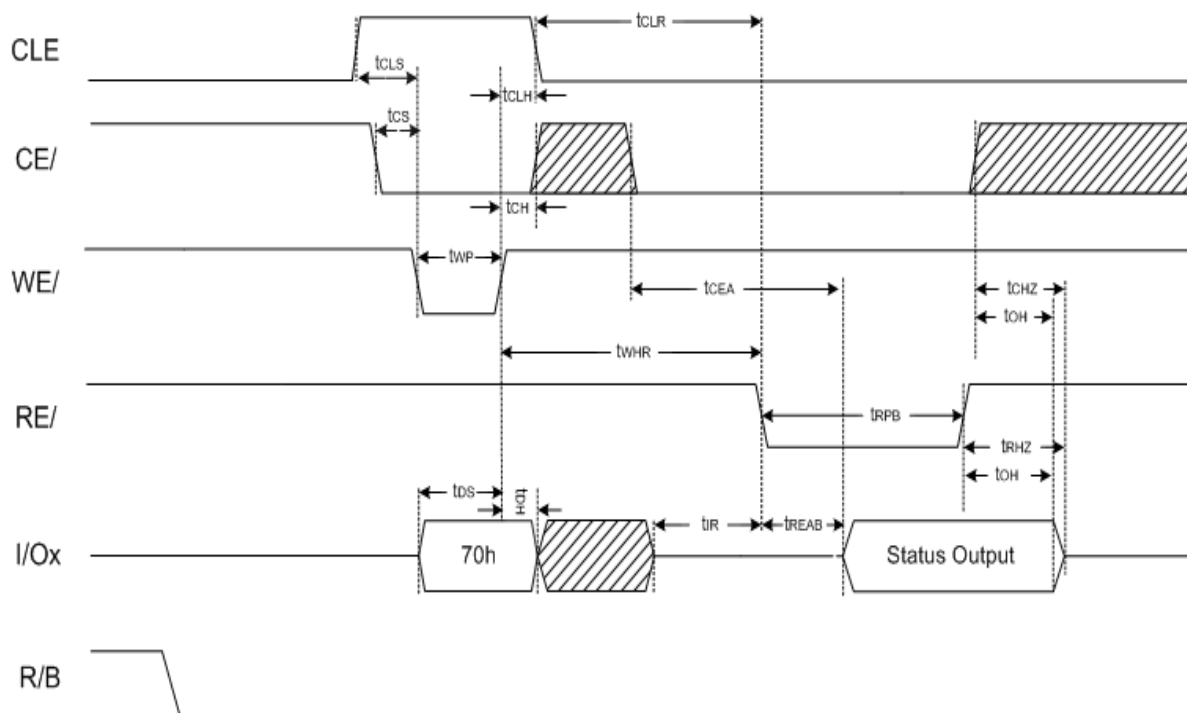 CLE
tCLR
tCLS
tCLH
tCS
CE/
tCH
WE/
tWP
tCEA
tCHZ
tOH
tWHR
RE/
tRPB
tRHZ
tOH
tDS
tDH
tIR
tREAB
I/Ox
70h
Status Output
R/B